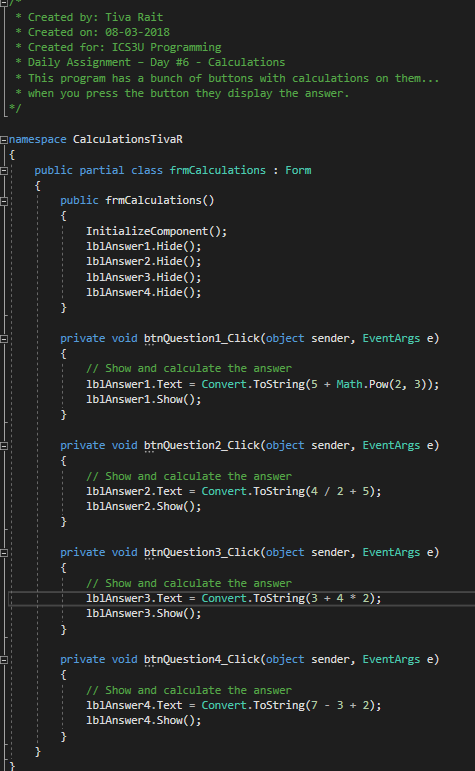 /*
 * Created by: Tiva Rait
 * Created on: 08-03-2018
 * Created for: ICS3U Programming
 * Daily Assignment – Day #6 - Calculations
 * This program has a bunch of buttons with calculations on them...
 * when you press the button they display the answer.
*/
namespace CalculationsTivaR
{
    public partial class frmCalculations : Form
    {
        public frmCalculations()
        {
            InitializeComponent();
            lblAnswer1.Hide();
            lblAnswer2.Hide();
            lblAnswer3.Hide();
            lblAnswer4.Hide();
        }
        private void btnQuestion1_Click(object sender, EventArgs e)
        {
            // Show and calculate the answer
            lblAnswer1.Text = Convert.ToString(5 + Math.Pow(2, 3));
            lblAnswer1.Show();
        }
        private void btnQuestion2_Click(object sender, EventArgs e)
        {
            // Show and calculate the answer
            lblAnswer2.Text = Convert.ToString(4 / 2 + 5);
            lblAnswer2.Show();
        }
        private void btnQuestion3_Click(object sender, EventArgs e)
        {
            // Show and calculate the answer
            lblAnswer3.Text = Convert.ToString(3 + 4 * 2);
            lblAnswer3.Show();
        }
        private void btnQuestion4_Click(object sender, EventArgs e)
        {
            // Show and calculate the answer
            lblAnswer4.Text = Convert.ToString(7 - 3 + 2);
            lblAnswer4.Show();
        }
    }
}